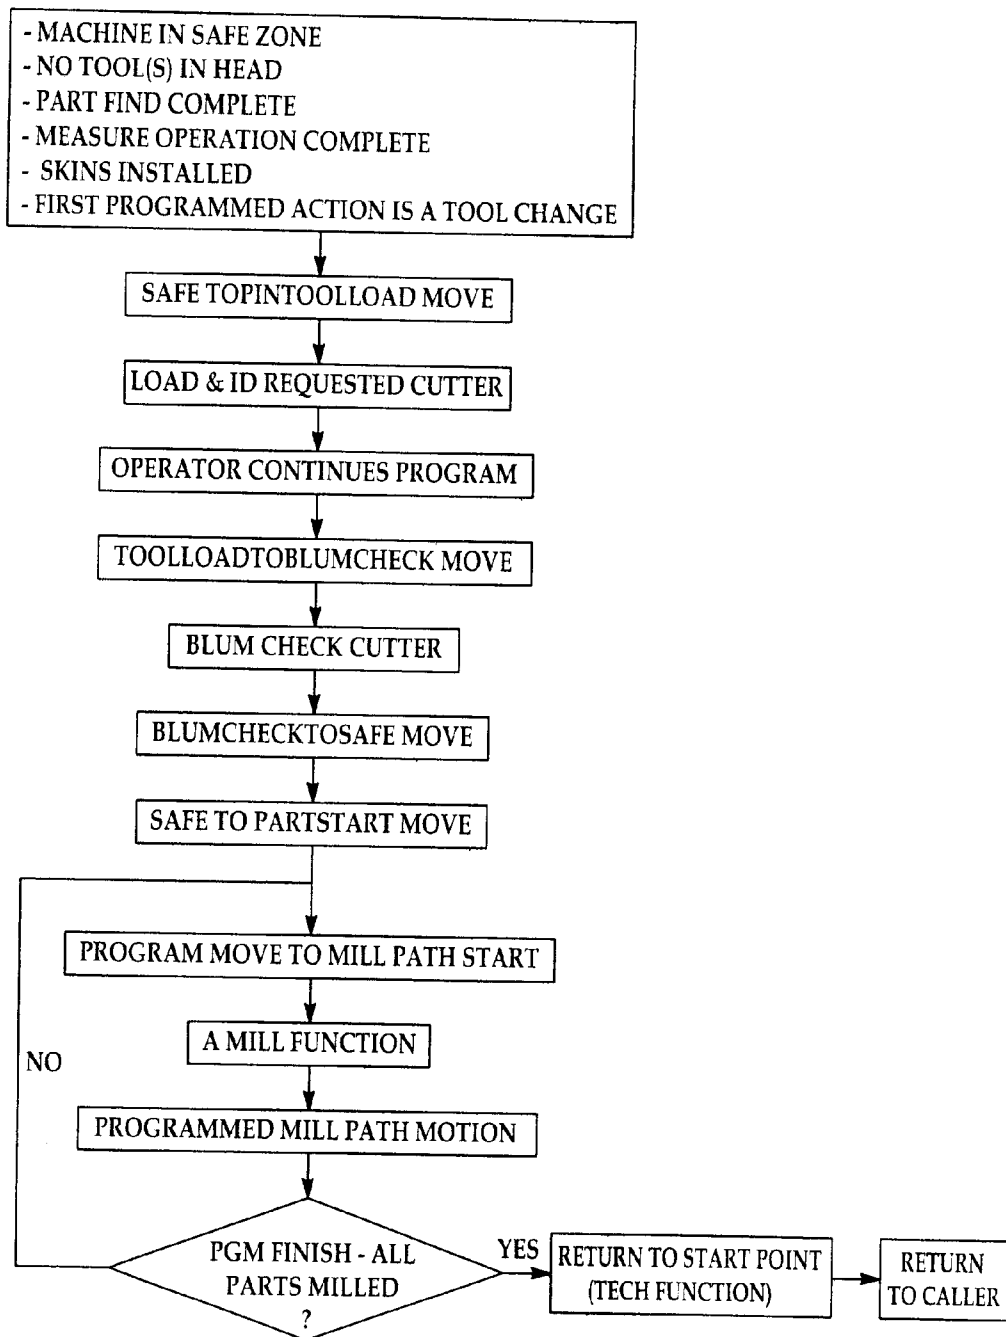 - MACHINE IN SAFE ZONE
- NO TOOL(S) IN HEAD
- PART FIND COMPLETE
- MEASURE OPERATION COMPLETE
- SKINS INSTALLED
- FIRST PROGRAMMED ACTION IS A TOOL CHANGE
SAFE TOPINTOOLLOAD MOVE
LOAD & ID REQUESTED CUTTER
OPERATOR CONTINUES PROGRAM
TOOLLOADTOBLUMCHECK MOVE
BLUM CHECK CUTTER
BLUMCHECKTOSAFE MOVE
SAFE TO PARTSTART MOVE
PROGRAM MOVE TO MILL PATH START
A MILL FUNCTION
NO
PROGRAMMED MILL PATH MOTION
PGM FINISH - ALL
PARTS MILLED
?
YES
RETURN TO START POINT
(TECH FUNCTION)
RETURN
TO CALLER